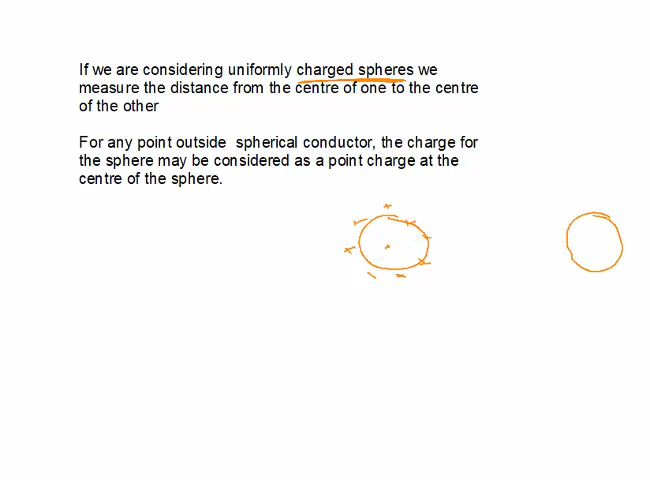 If we are considering uniformly charged spheres we
measure the distance from the centre of one to the centre
of the other
For any point outside spherical conductor, the charge for
the sphere may be considered as a point charge at the
centre of the sphere.